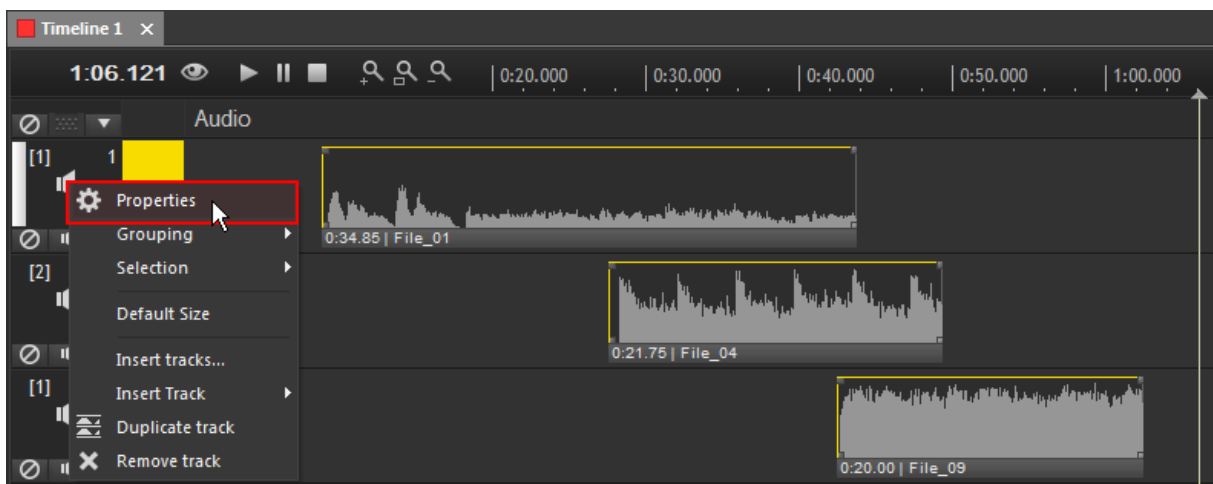 Timeline 1
1:06.121 0:20.000 0:30.000 0:40.000 0:50.000 1:00.000
Audio
[1] 1
Properties
Grouping
0:34.85 | File_01
[2]
Selection
Default Size
Insert tracks...
0:21.75 | File_04
[1]
Insert Track
Duplicate track
Remove track
0:20.00 | File_09